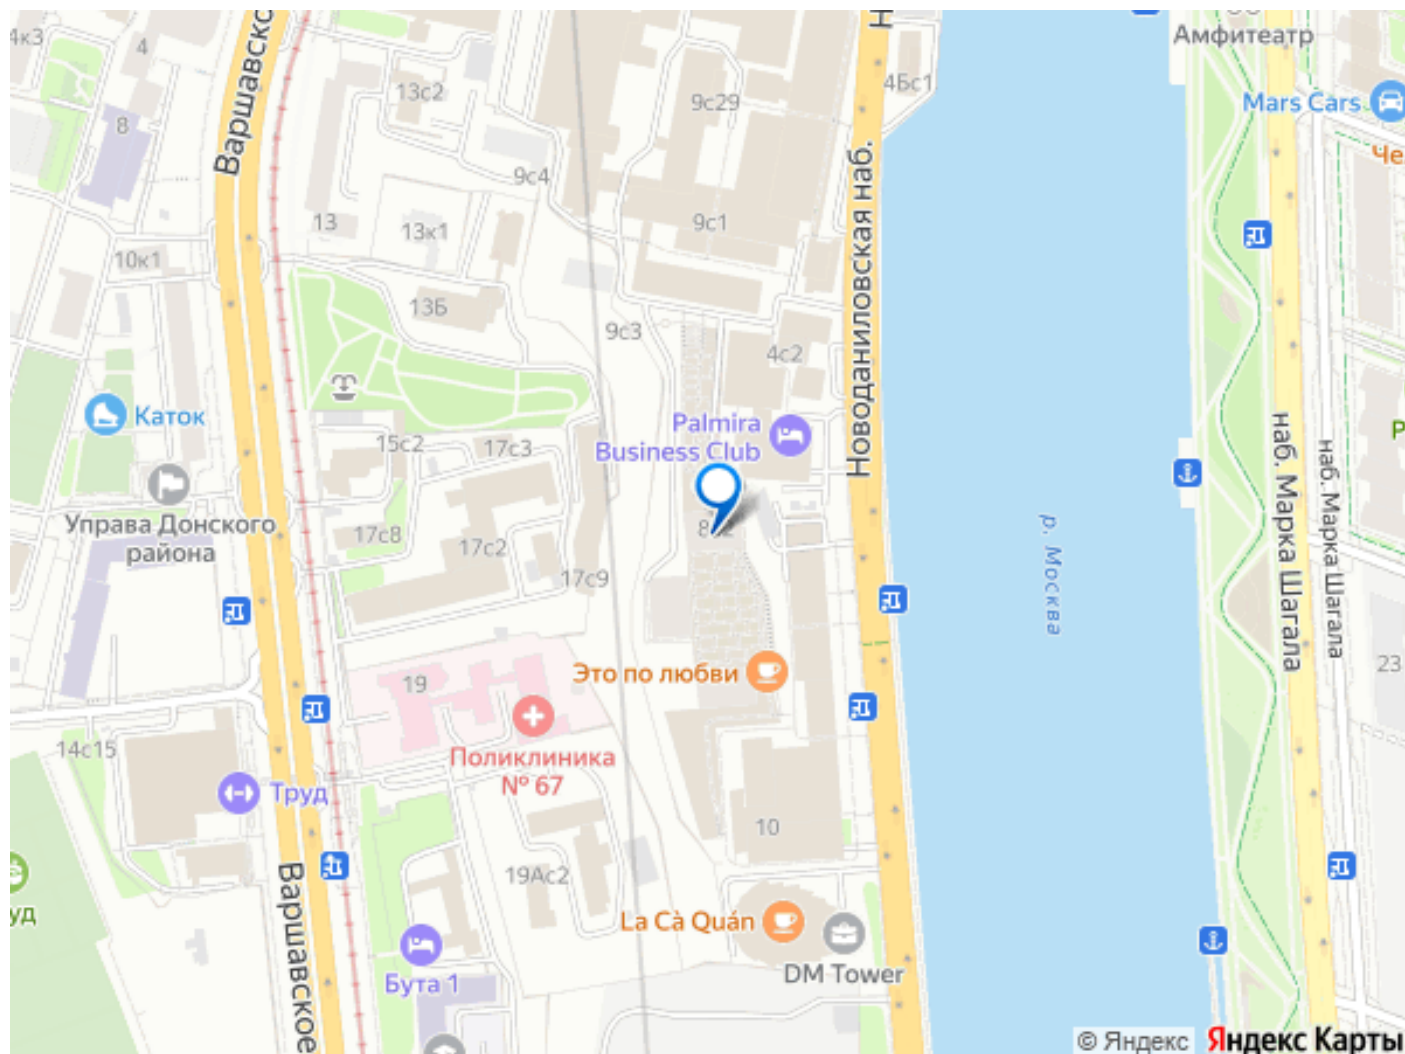 4к3
4
Варшавско
13с2
9с29
Н
4Бс1
Амфитеатр
Mars Cars
Че
8
9с4
Новоданиловская наб.
13
13к1
9с1
10к1
13Б
9с3
4с2
Каток
15с2
17с3
Palmira
Business Club
Р
наб. Марка Шагала
наб. Марка Шагала
Управа Донского
района
17с8
17с2
17с9
р. Москва
19
Это по любви
23
14с15
Поликлиника
№ 67
Труд
10
19Ас2
уд
Варшавское
La Cà Quán
DM Tower
Бута 1
© Яндекс
Яндекс Карты